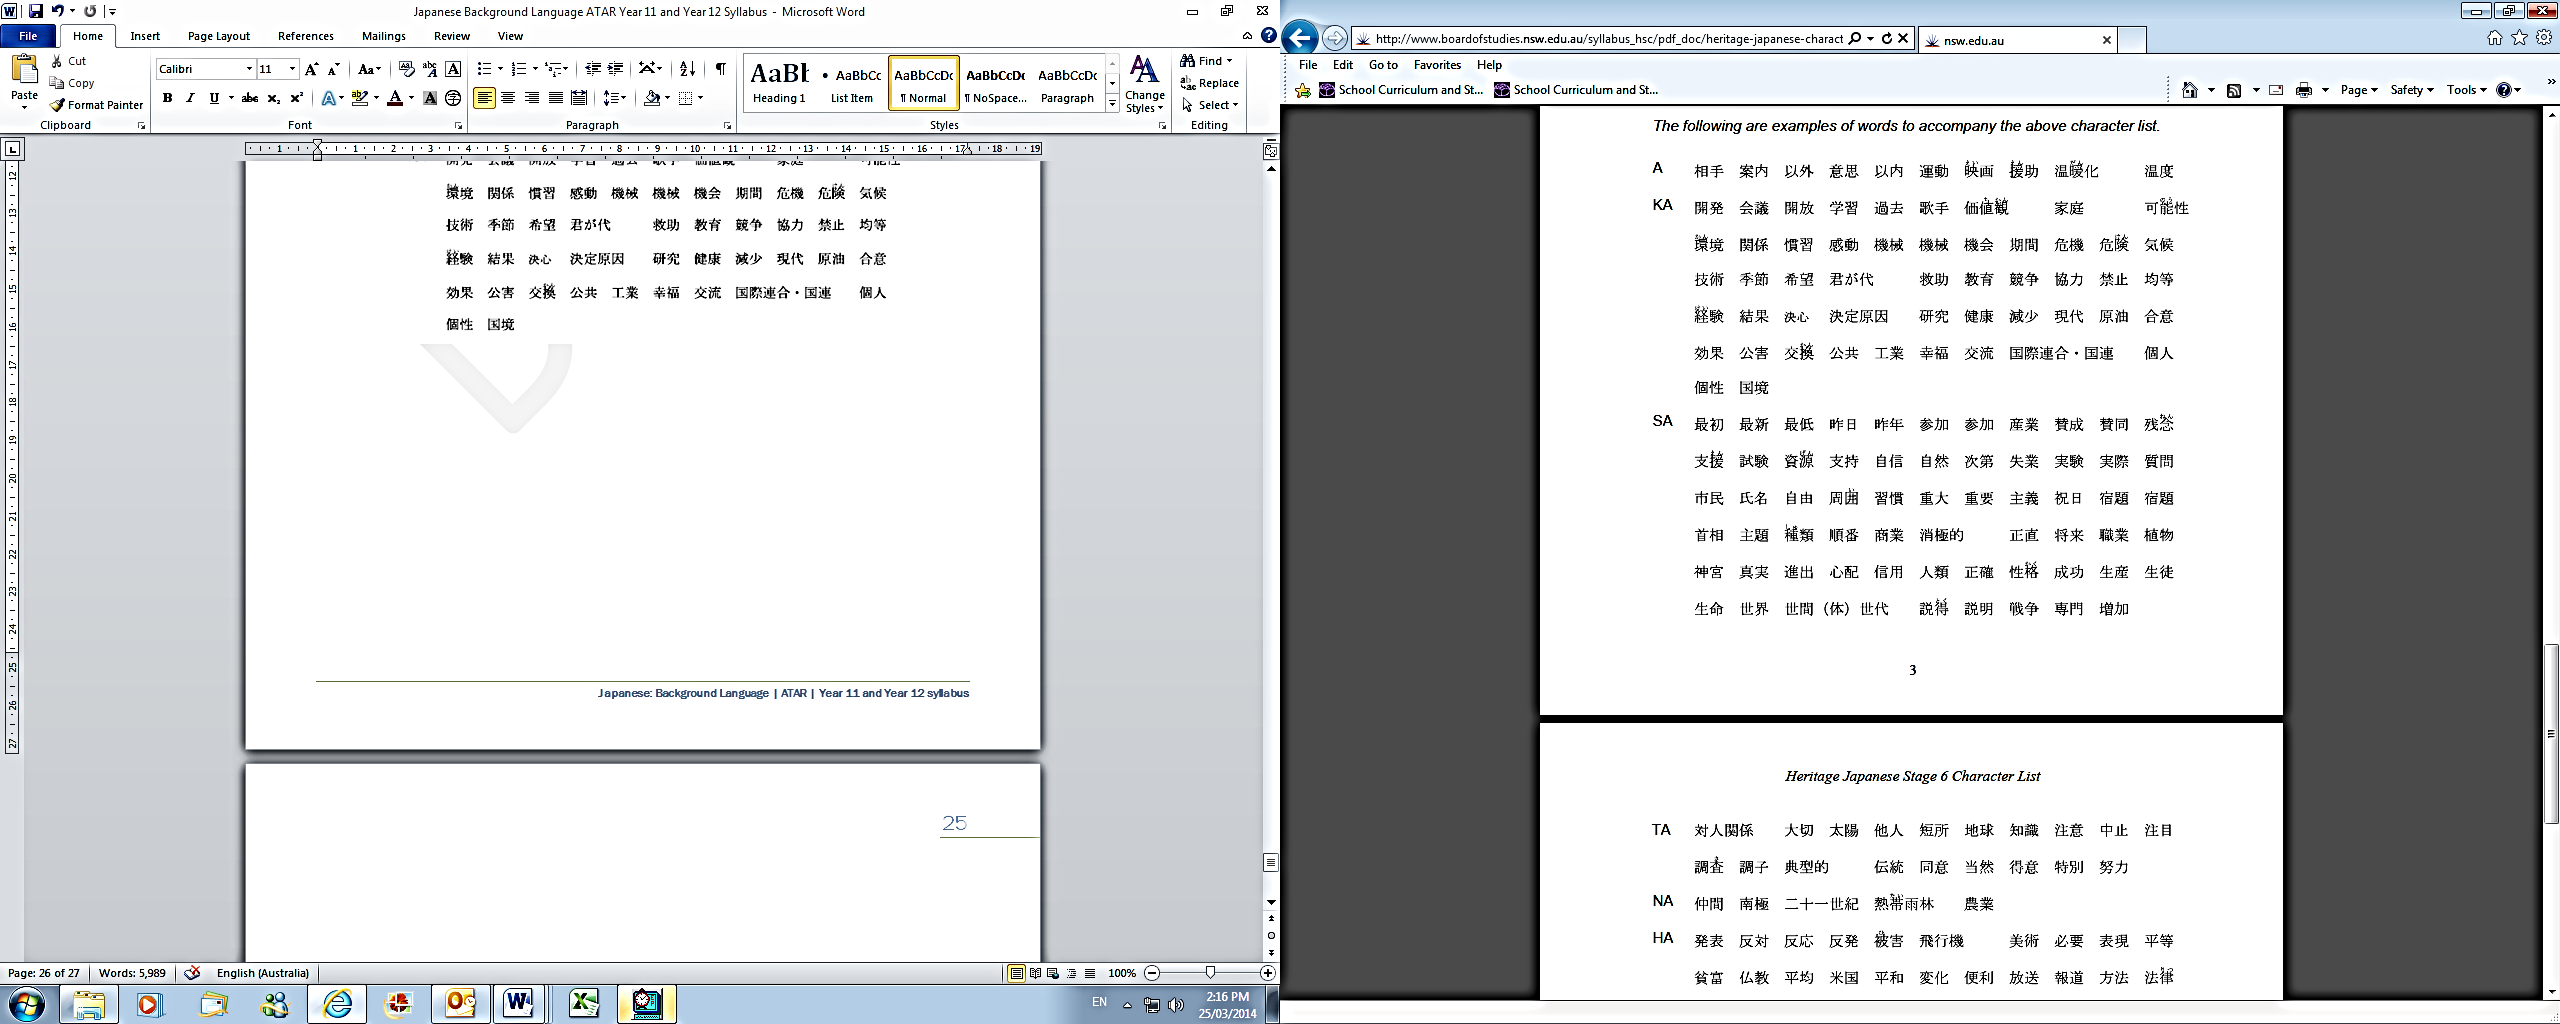 Japanese Background Language ATAR Year 11 and Year 12 Syllabus - Microsoft Word
File Home Insert Page Layout References Mailings Review View
Paste
Cut
Copy
Format Painter
Clipboard
Calibri 11
Font
Paragraph
AaBl Heading 1
AaBbCc List Item
AaBbCcDc ¶ Normal
AaBbCcDc ¶ NoSpace...
AaBbCcDc Paragraph
Styles
Change Styles
Find
Replace
Select
Editing
環境 関係 慣習 感動 機械 機械 機会 期間 危機 危険 気候
技術 季節 希望 君が代 救助 教育 競争 協力 禁止 均等
経験 結果 決心 決定原因 研究 健康 減少 現代 原油 合意
効果 公害 交換 公共 工業 幸福 交流 国際連合・国連 個人
個性 国境
Japanese: Background Language | ATAR | Year 11 and Year 12 syllabus
25
Page: 26 of 27 Words: 5,989 English (Australia) 100%
EN 2:16 PM
25/03/2014
http://www.boardofstudies.nsw.edu.au/syllabus_hsc/pdf_doc/heritage-japanese-charact
nsw.edu.au
File Edit Go to Favorites Help
School Curriculum and St... School Curriculum and St...
Page Safety Tools
The following are examples of words to accompany the above character list.
A 相手 案内 以外 意思 以内 運動 映画 援助 温暖化 温度
KA 開発 会議 開放 学習 過去 歌手 価値観 家庭 可能性
環境 関係 慣習 感動 機械 機械 機会 期間 危機 危険 気候
技術 季節 希望 君が代 救助 教育 競争 協力 禁止 均等
経験 結果 決心 決定原因 研究 健康 減少 現代 原油 合意
効果 公害 交換 公共 工業 幸福 交流 国際連合・国連 個人
個性 国境
SA 最初 最新 最低 昨日 昨年 参加 参加 産業 賛成 賛同 残念
支援 試験 資源 支持 自信 自然 次第 失業 実験 実際 質問
市民 氏名 自由 周囲 習慣 重大 重要 主義 祝日 宿題 宿題
首相 主題 種類 順番 商業 消極的 正直 将来 職業 植物
神宮 真実 進出 心配 信用 人類 正確 性格 成功 生産 生徒
生命 世界 世間（体）世代 説得 説明 戦争 専門 増加
3
Heritage Japanese Stage 6 Character List
TA 対人関係 大切 太陽 他人 短所 地球 知識 注意 中止 注目
調査 調子 典型的 伝統 同意 当然 得意 特別 努力
NA 仲間 南極 二十一世紀 熱帯雨林 農業
HA 発表 反対 反応 反発 被害 飛行機 美術 必要 表現 平等
貧富 仏教 平均 米国 平和 変化 便利 放送 報道 方法 法律